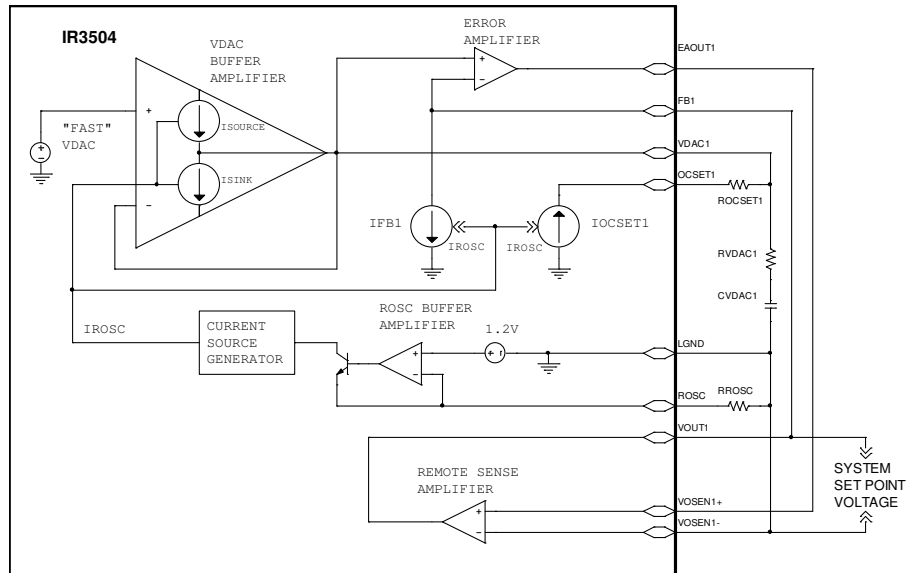 IR3504
VDAC
BUFFER
AMPLIFIER
ERROR
AMPLIFIER
EAOUT1
+
-
FB1
+
"FAST"
VDAC
ISOURCE
VDAC1
+
-
ISINK
OCSET1
ROCSET1
-
IFB1
IROSC
IROSC
IOCSET1
RVDAC1
CVDAC1
ROSC BUFFER
AMPLIFIER
1.2V
IROSC
CURRENT
SOURCE
GENERATOR
+
-
+ -
LGND
ROSC
RROSC
VOUT1
REMOTE SENSE
AMPLIFIER
SYSTEM
SET POINT
VOLTAGE
+
-
VOSEN1+
VOSEN1-